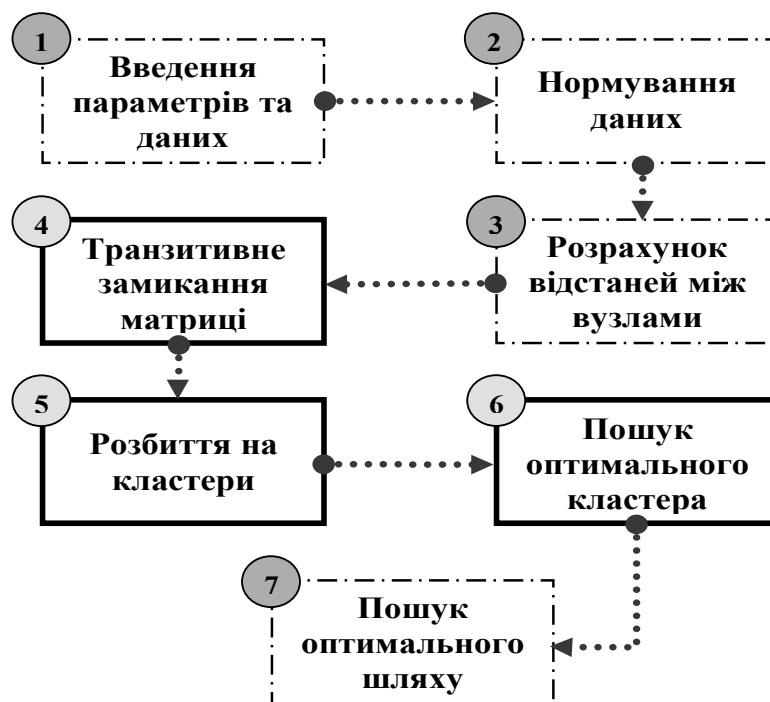 1
Введення
параметрів та
даних
2
Нормування
даних
3
Розрахунок
відстаней між
вузлами
4
Транзитивне
замикання
матриці
5
Розбиття на
кластери
6
Пошук
оптимального
кластера
7
Пошук
оптимального
шляху